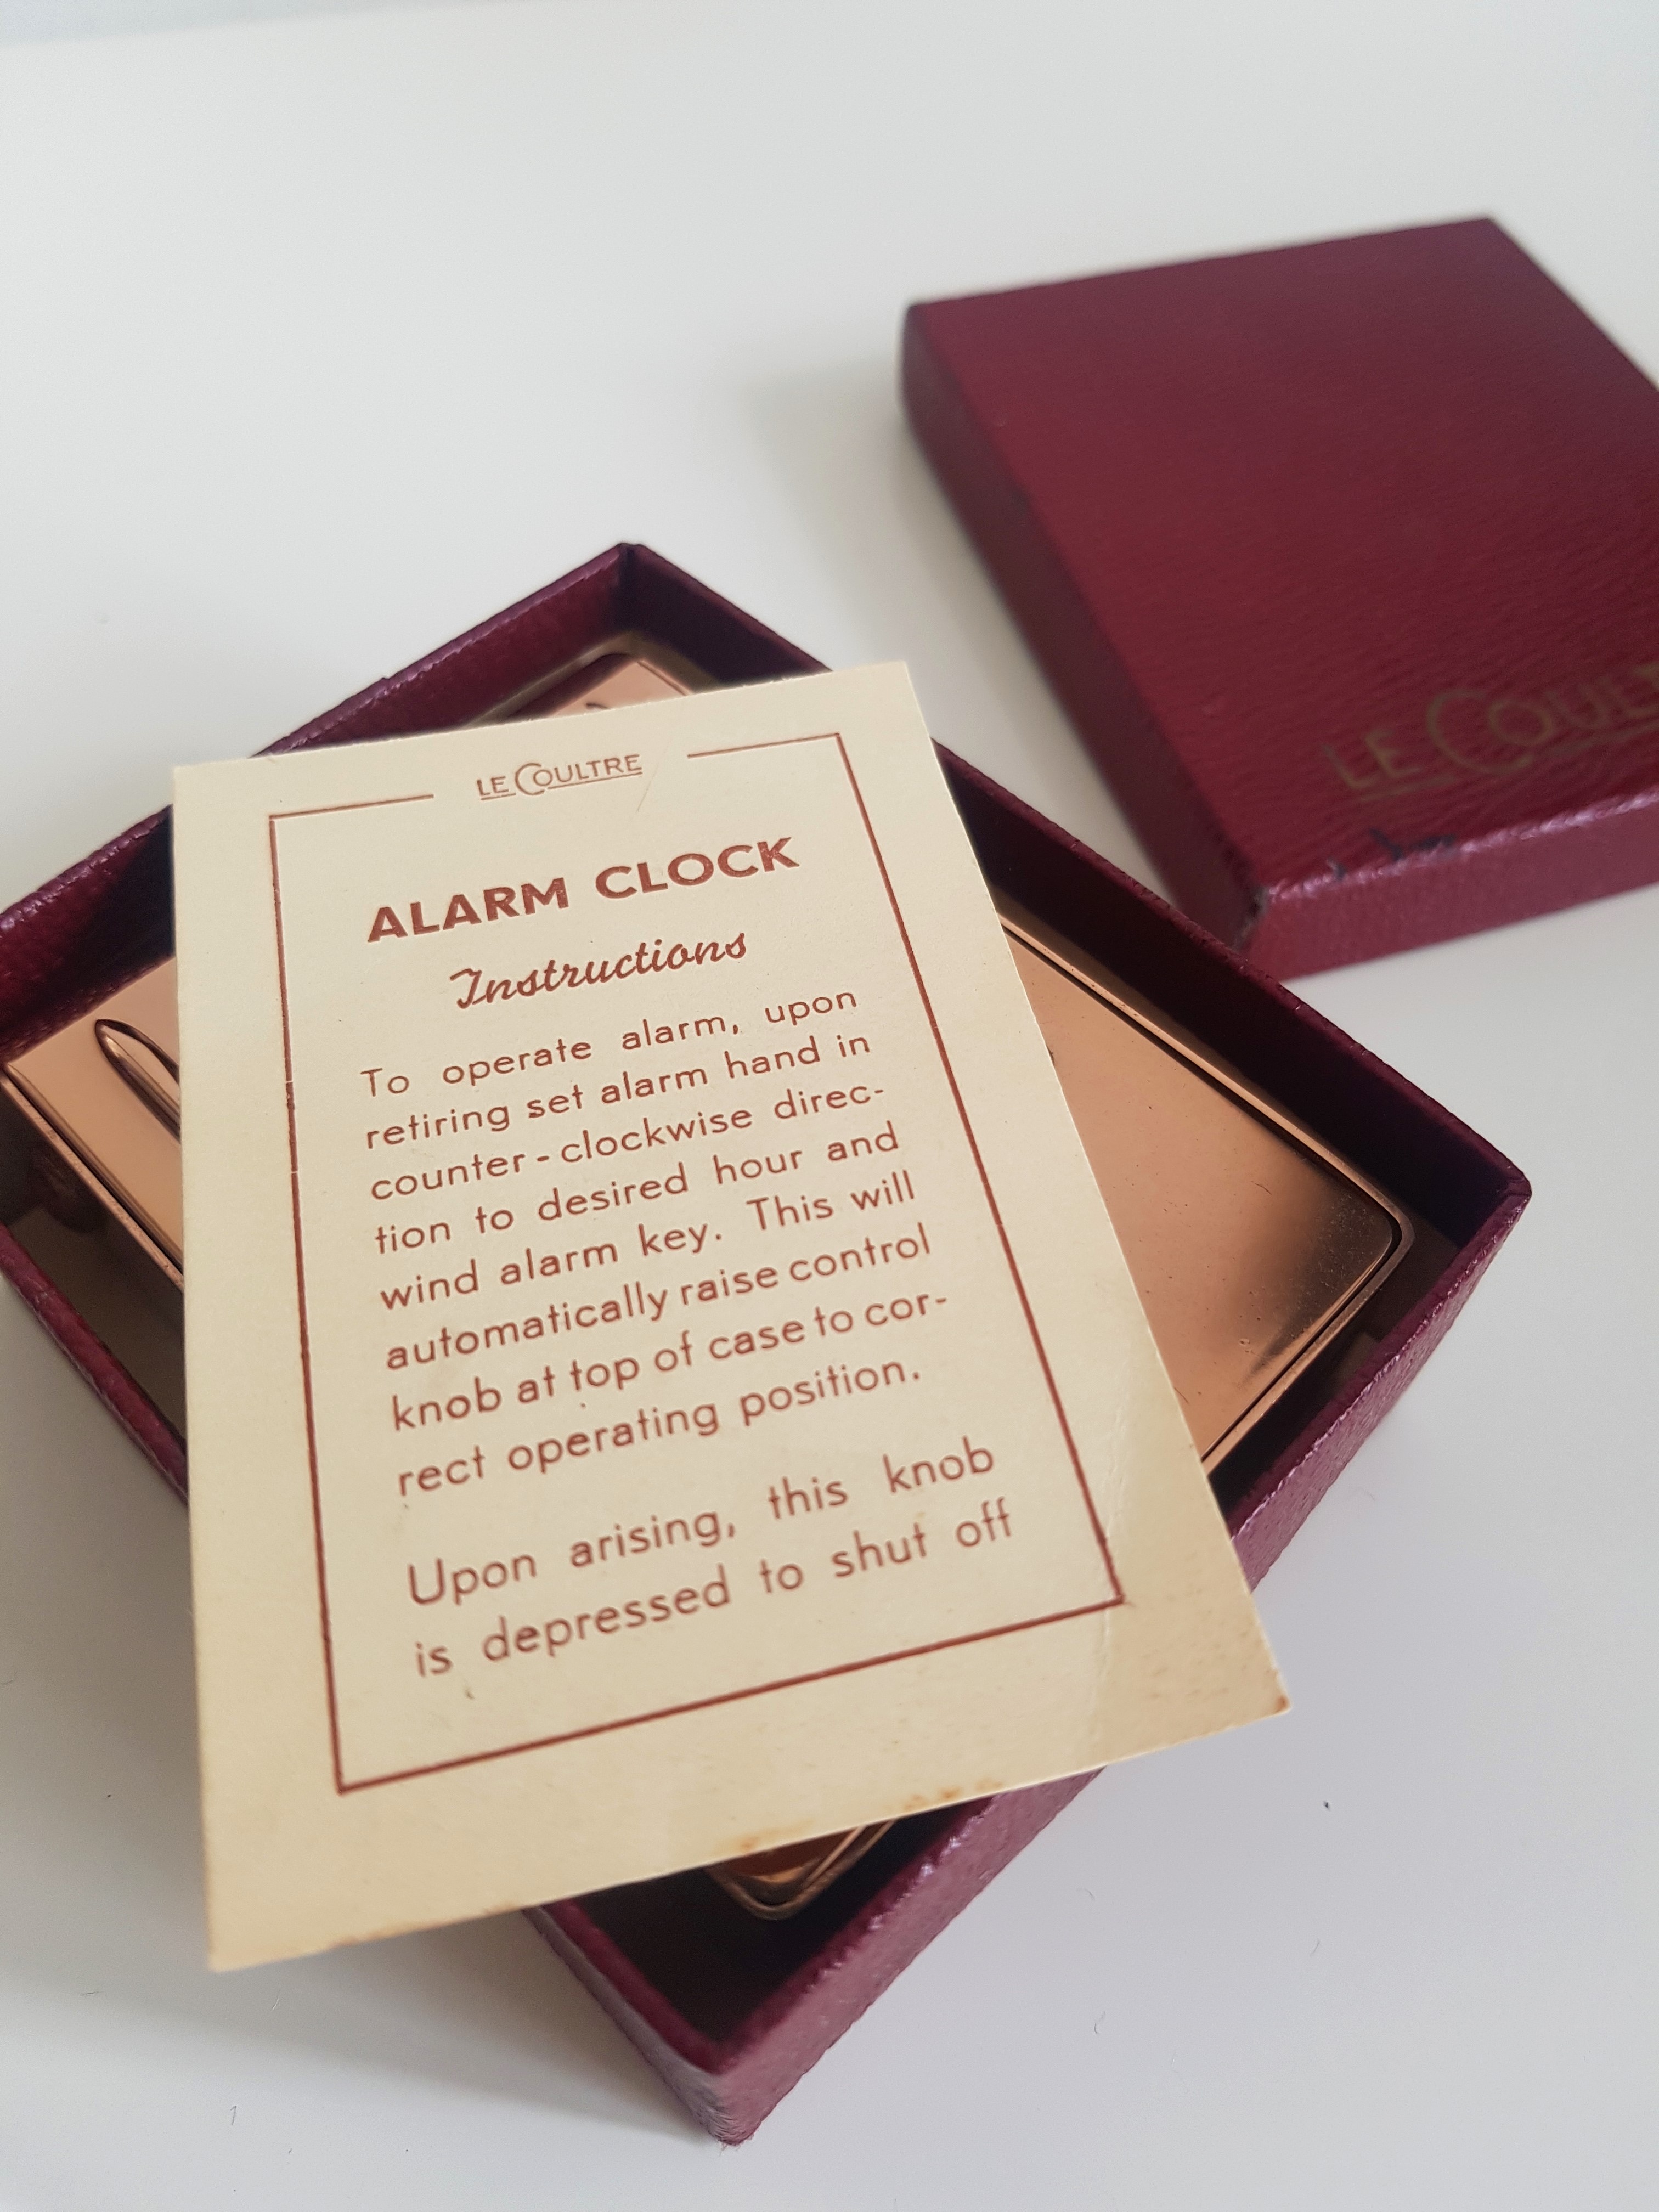 LE COULTRE
ALARM CLOCK
Instructions
To operate alarm, upon
retiring set alarm hand in
counter-clockwise direc-
tion to desired hour and
wind alarm key. This will
automatically raise control
knob at top of case to cor-
rect operating position.
Upon arising, this knob
is depressed to shut off
LE COULT